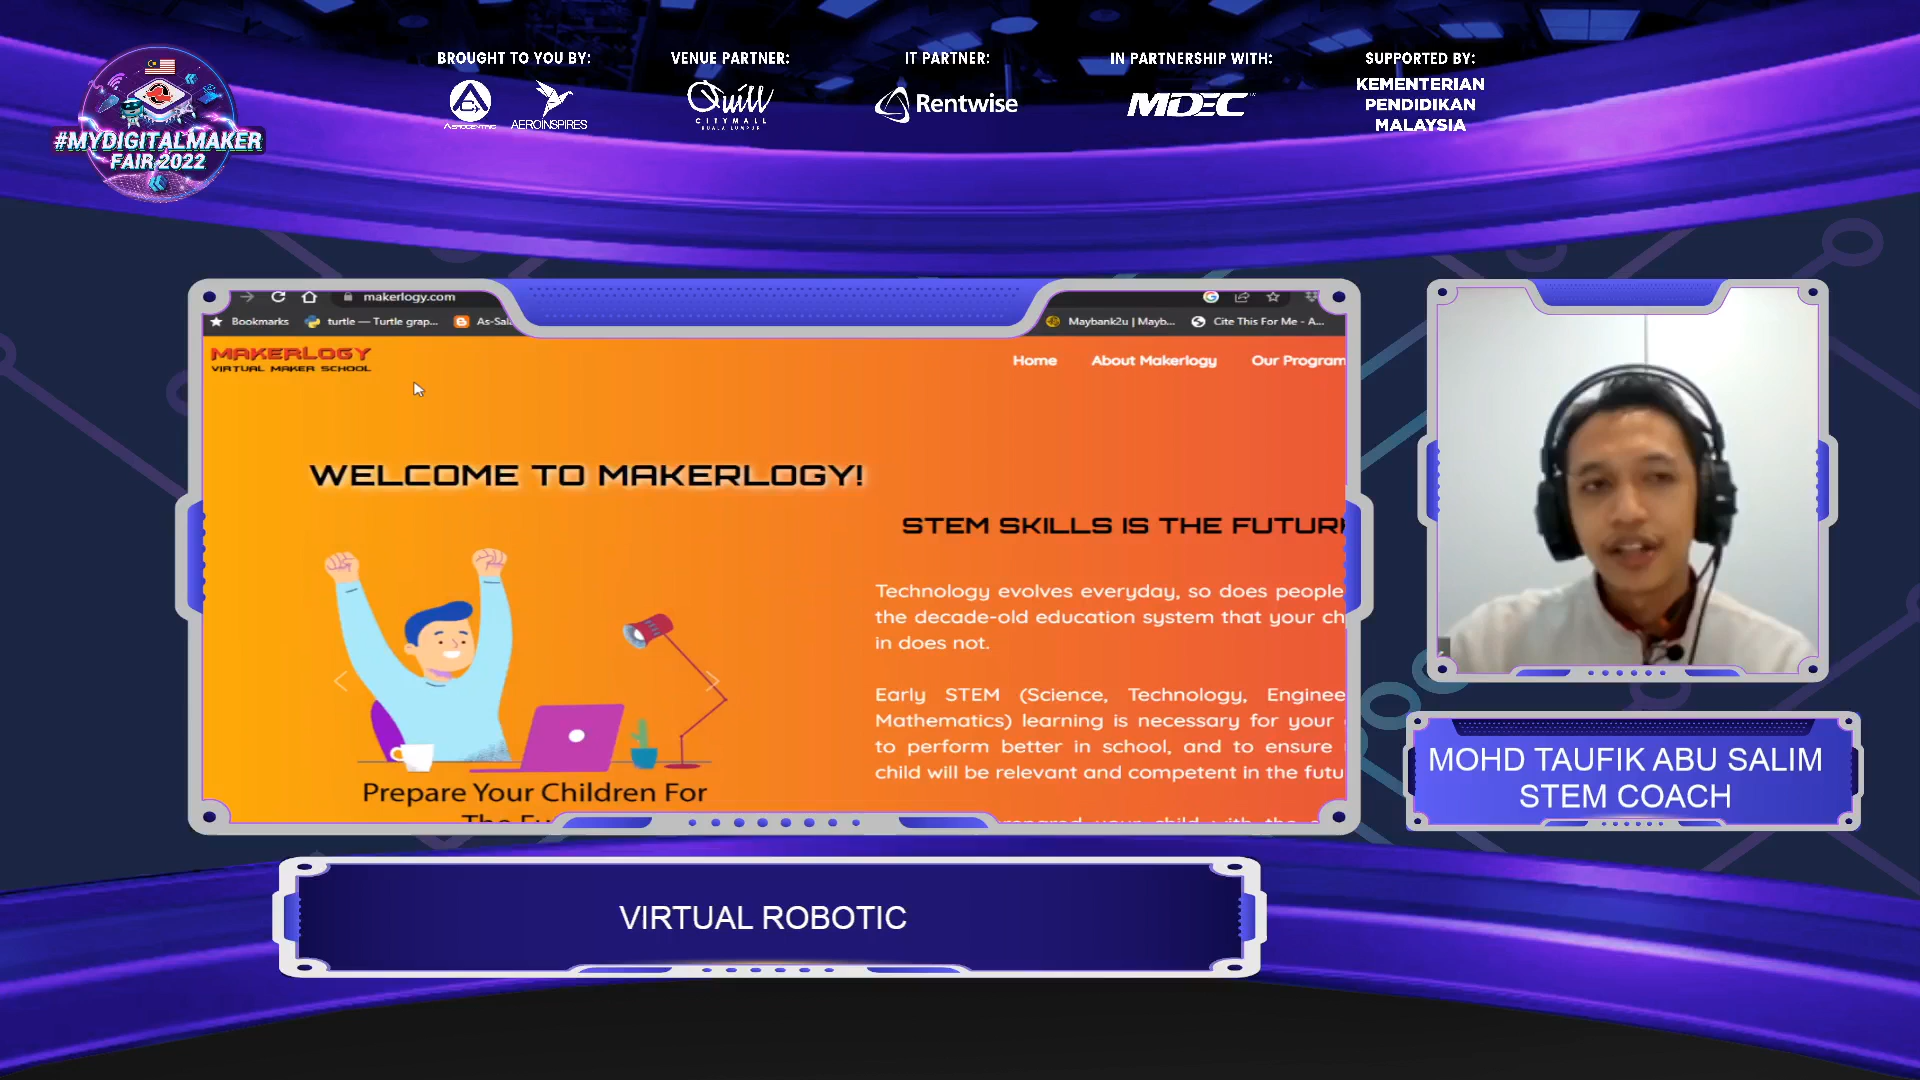 #MYDIGITALMAKER
FAIR 2022
BROUGHT TO YOU BY:
AEROINSPIRES
VENUE PARTNER:
Quill
CITY MALL
KUALA LUMPUR
IT PARTNER:
Rentwise
IN PARTNERSHIP WITH:
MDEC
SUPPORTED BY:
KEMENTERIAN
PENDIDIKAN
MALAYSIA
makerlogy.com
Bookmarks
turtle — Turtle grap...
Maybank2u | Mayb...
Cite This For Me - A...
MAKERLOGY
VIRTUAL MAKER SCHOOL
Home
About Makerlogy
Our Program
WELCOME TO MAKERLOGY!
STEM SKILLS IS THE FUTUR
Technology evolves everyday, so does people
the decade-old education system that your ch
in does not.
Early STEM (Science, Technology, Enginee
Mathematics) learning is necessary for your
to perform better in school, and to ensure
child will be relevant and competent in the futu
Prepare Your Children For
MOHD TAUFIK ABU SALIM
STEM COACH
VIRTUAL ROBOTIC